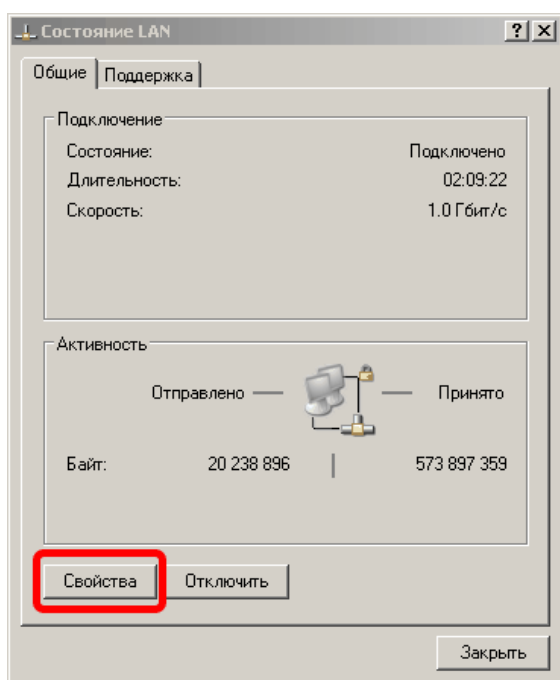 Состояние LAN
Общие Поддержка
Подключение
Состояние: Подключено
Длительность: 02:09:22
Скорость: 1.0 Гбит/с
Активность
Отправлено — — Принято
Байт: 20 238 896 | 573 897 359
Свойства Отключить
Закрыть